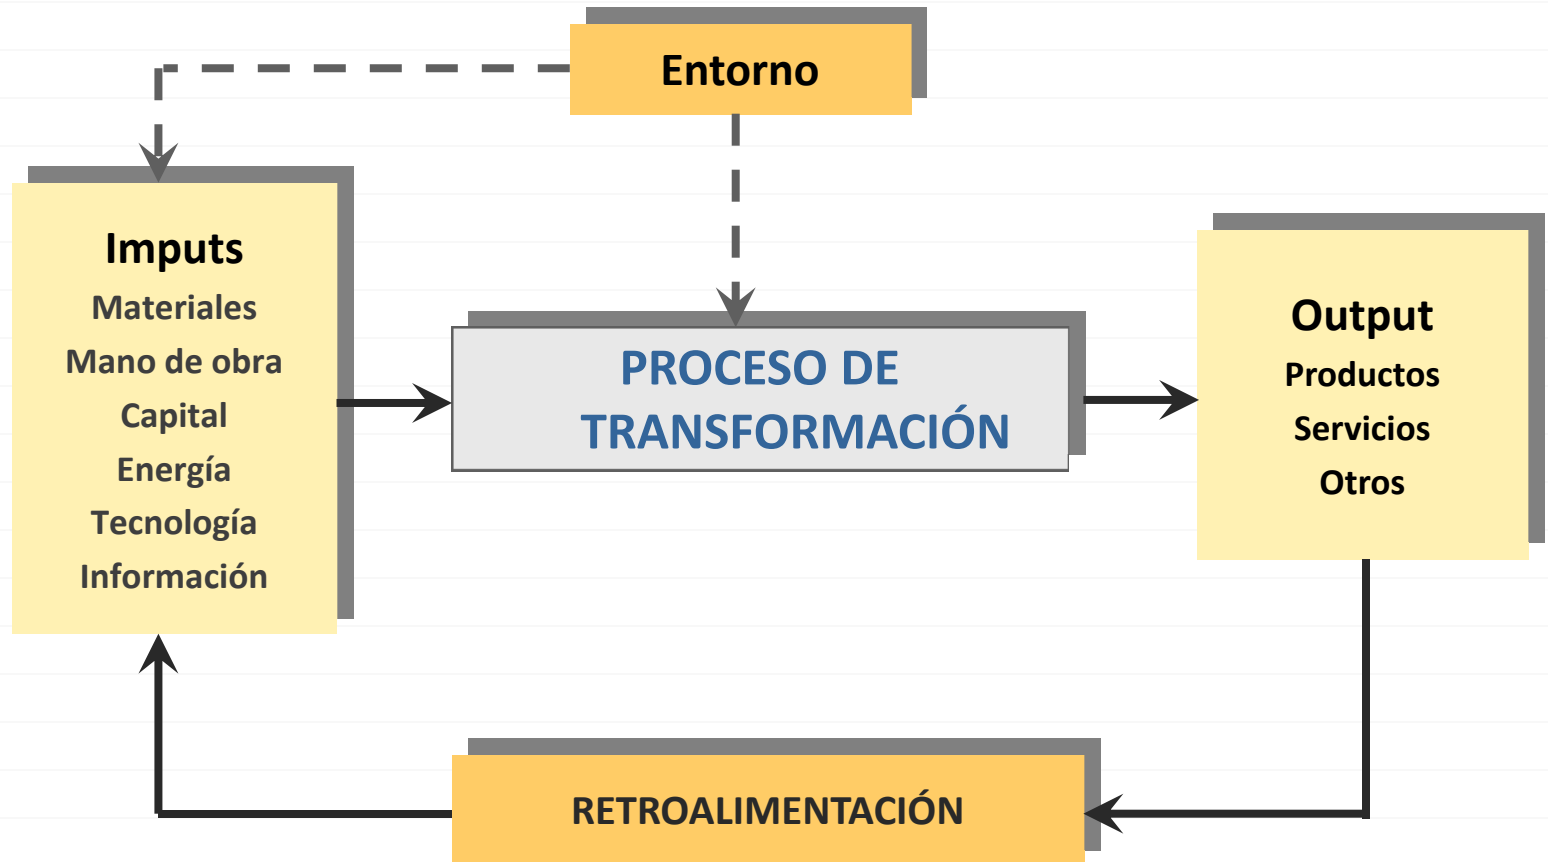 Entorno
Imputs
Materiales
Mano de obra
Capital
Energía
Tecnología
Información
PROCESO DE
TRANSFORMACIÓN
Output
Productos
Servicios
Otros
RETROALIMENTACIÓN